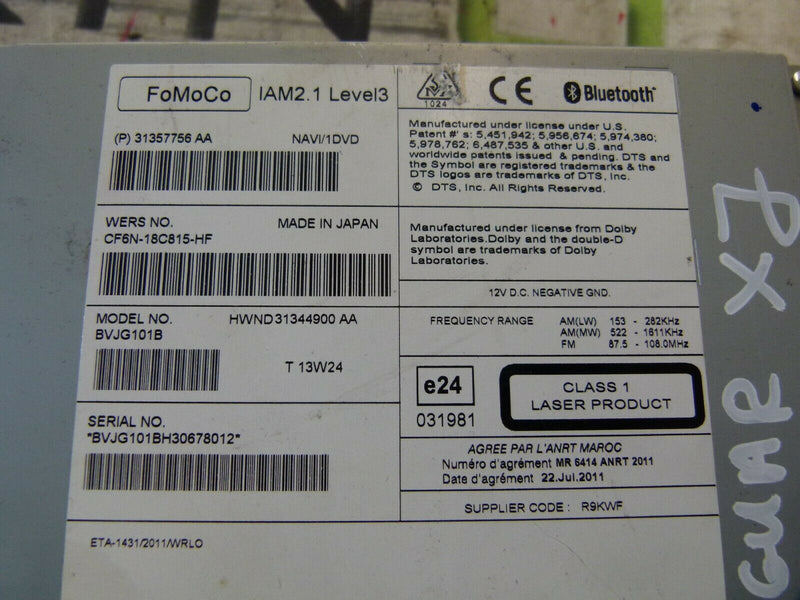 FoMoCo
IAM2.1 Level3
(P) 31357756 AA NAVI/1DVD
WERS NO. MADE IN JAPAN
CF6N-18C815-HF
MODEL NO. HWND31344900 AA
BVJG101B
T 13W24
SERIAL NO.
*BVJG101BH30678012*
ETA-1431/2011/WRLO
1024
CE
Bluetooth
Manufactured under license under U.S.
Patent #' s: 5,451,942; 5,956,674; 5,974,380;
5,978,762; 6,487,535 & other U.S. and
worldwide patents issued & pending. DTS and
the Symbol are registered trademarks & the
DTS logos are trademarks of DTS, Inc.
© DTS, Inc. All Rights Reserved.
Manufactured under license from Dolby
Laboratories.Dolby and the double-D
symbol are trademarks of Dolby
Laboratories.
12V D.C. NEGATIVE GND.
FREQUENCY RANGE AM(LW) 153 - 282KHz
AM(MW) 522 - 1611KHz
FM 87.5 - 108.0MHz
e24
031981
CLASS 1
LASER PRODUCT
AGREE PAR L'ANRT MAROC
Numéro d'agrément MR 6414 ANRT 2011
Date d'agrément 22.Jul.2011
SUPPLIER CODE : R9KWF